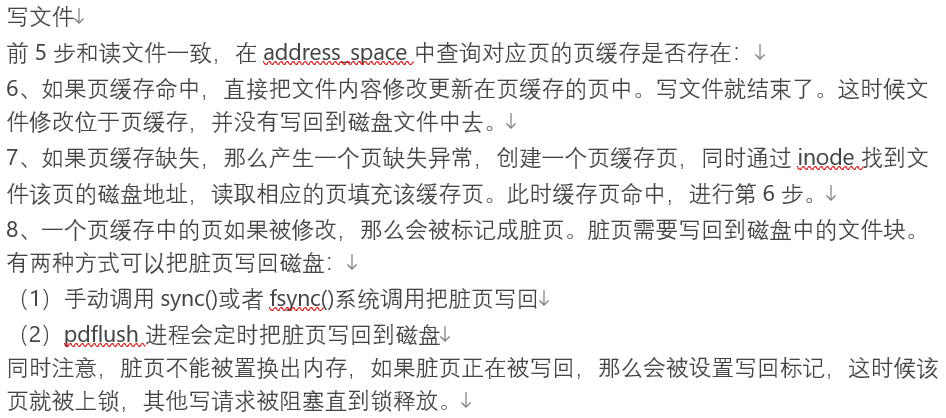 写文件↓
前 5 步和读文件一致，在 address_space 中查询对应页的页缓存是否存在：↓
6、如果页缓存命中，直接把文件内容修改更新在页缓存的页中。写文件就结束了。这时候文
件修改位于页缓存，并没有写回到磁盘文件中去。↓
7、如果页缓存缺失，那么产生一个页缺失异常，创建一个页缓存页，同时通过 inode 找到文
件该页的磁盘地址，读取相应的页填充该缓存页。此时缓存页命中，进行第 6 步。↓
8、一个页缓存中的页如果被修改，那么会被标记成脏页。脏页需要写回到磁盘中的文件块。
有两种方式可以把脏页写回磁盘：↓
（1）手动调用 sync()或者 fsync()系统调用把脏页写回↓
（2）pdflush 进程会定时把脏页写回到磁盘↓
同时注意，脏页不能被置换出内存，如果脏页正在被写回，那么会被设置写回标记，这时候该
页就被上锁，其他写请求被阻塞直到锁释放。↓